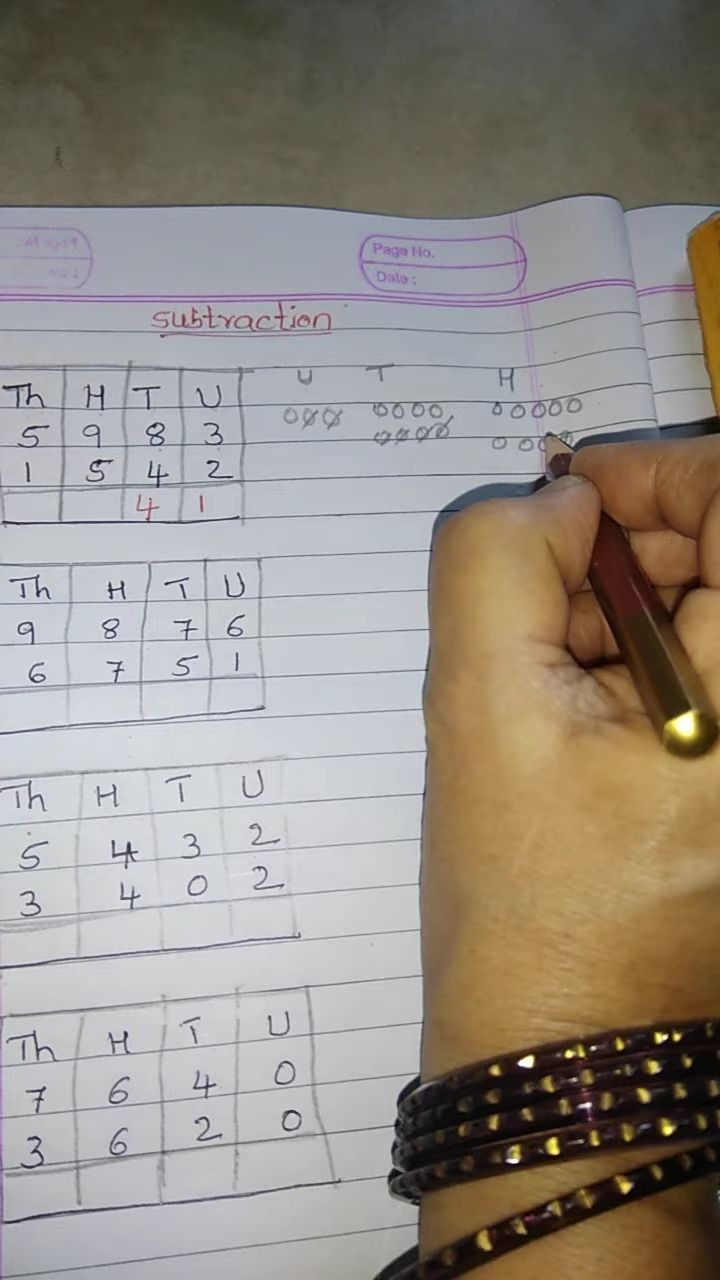 Page No.
Date :
subtraction
U T H
Th H T U
5 9 8 3
1 5 4 2
4 1
Th H T U
9 8 7 6
6 7 5 1
Th H T U
5 4 3 2
3 4 0 2
Th H T U
7 6 4 0
3 6 2 0